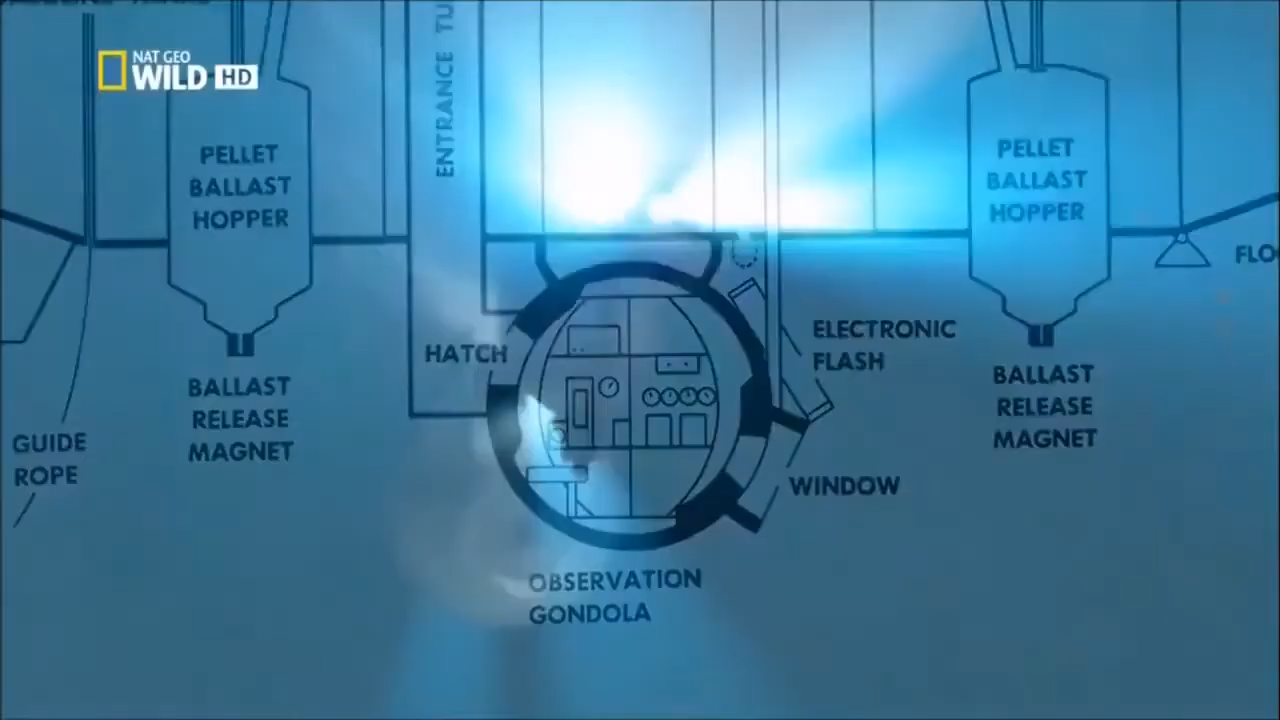 NAT GEO
WILD HD
ENTRANCE
PELLET
BALLAST
HOPPER
PELLET
BALLAST
HOPPER
HATCH
ELECTRONIC
FLASH
BALLAST
RELEASE
MAGNET
BALLAST
RELEASE
MAGNET
GUIDE
ROPE
WINDOW
OBSERVATION
GONDOLA